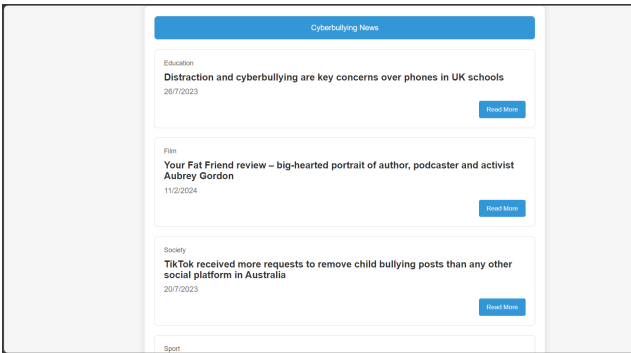 Cyberbullying News
Education
Distraction and cyberbullying are key concerns over phones in UK schools
26/7/2023
Read More
Film
Your Fat Friend review – big-hearted portrait of author, podcaster and activist
Aubrey Gordon
11/2/2024
Read More
Society
TikTok received more requests to remove child bullying posts than any other
social platform in Australia
20/7/2023
Read More
Sport